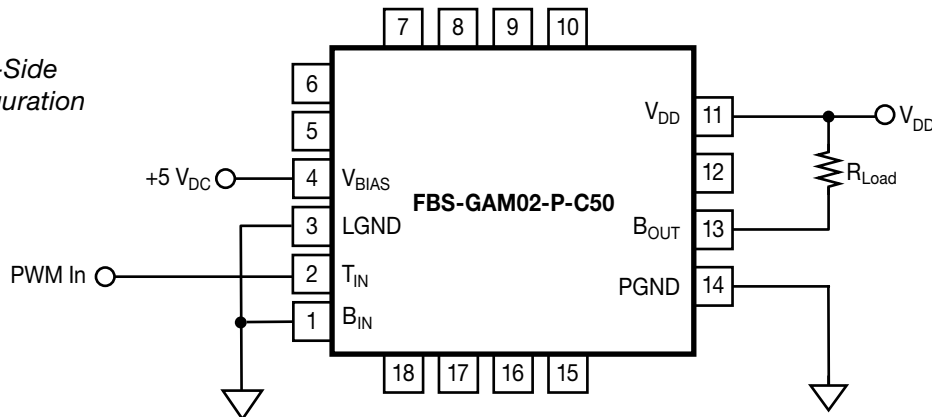 -Side
guration
7 8 9 10
6
5
+5 VDC 4 VBIAS
3 LGND
PWM In 2 TIN
1 BIN
FBS-GAM02-P-C50
VDD 11 VDD
12 RLoad
BOUT 13
PGND 14
18 17 16 15